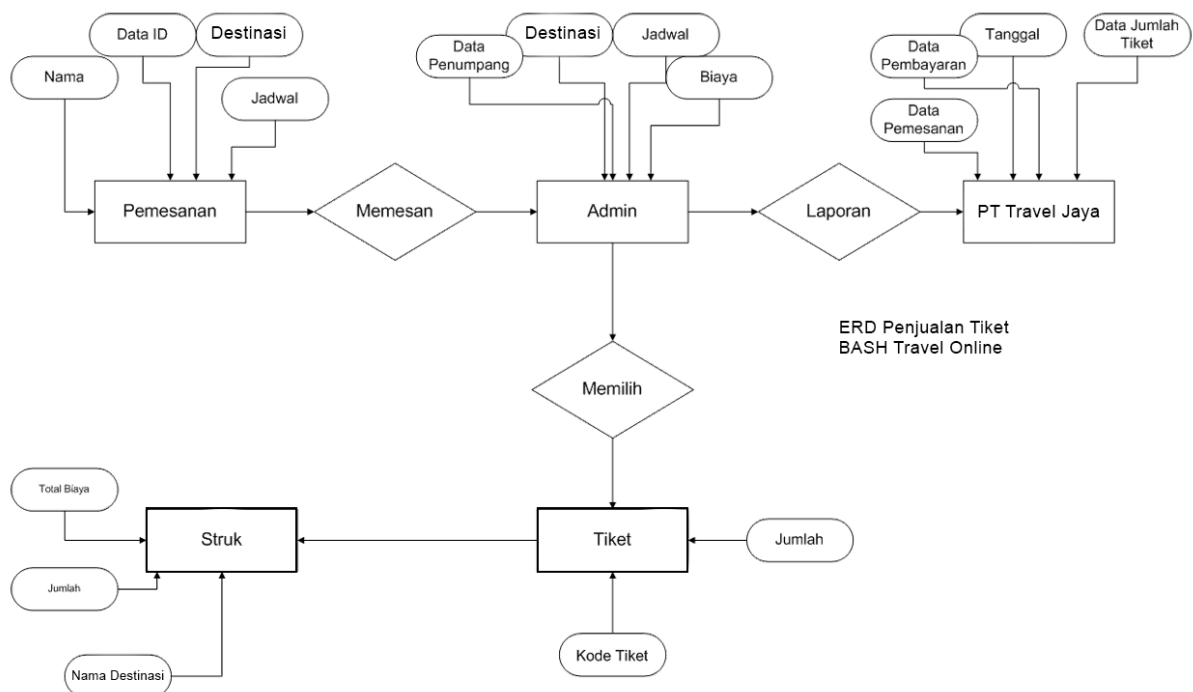 Data ID
Destinasi
Nama
Jadwal
Data
Penumpang
Destinasi
Jadwal
Biaya
Data
Pembayaran
Tanggal
Data Jumlah
Tiket
Data
Pemesanan
Pemesanan
Memesan
Admin
Laporan
PT Travel Jaya
ERD Penjualan Tiket
BASH Travel Online
Memilih
Total Biaya
Struk
Tiket
Jumlah
Jumlah
Nama Destinasi
Kode Tiket